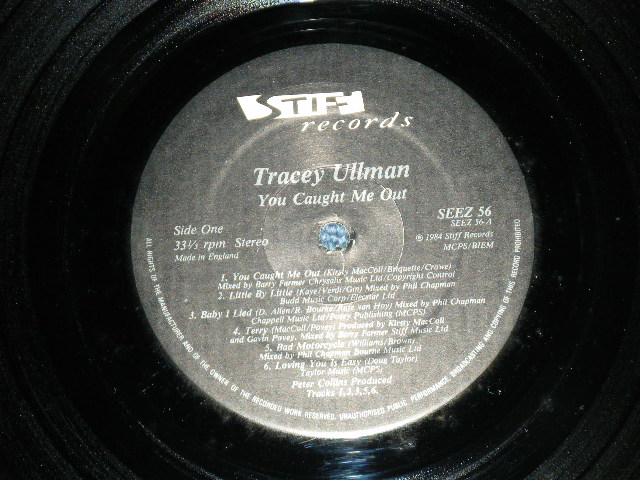 STIFF
records
Tracey Ullman
You Caught Me Out
Side One
33⅓ rpm Stereo
Made in England
SEEZ 56
SEEZ 56-A
℗ 1984 Stiff Records
MCPS/BIEM
1. You Caught Me Out (Kirsty MacColl/Briquette/Crowe)
Mixed by Barry Farmer Chrysalis Music Ltd/Copyright Control
2. Little By Little (Kaye/Verdi/Gin) Mixed by Phil Chapman
Budd Music Corp/Elecstar Ltd
3. Baby I Lied (D. Allen/R. Bourke/Rafe van Hoy) Mixed by Phil Chapman
Chappell Music Ltd/Posey Publishing (MCPS)
4. Terry (MacColl/Povey) Produced by Kirsty MacColl
and Gavin Povey. Mixed by Barry Farmer Stiff Music Ltd
5. Bad Motorcycle (Williams/Brown)
Mixed by Phil Chapman Bourne Music Ltd
6. Loving You Is Easy (Doug Taylor)
Taylor Music (MCPS)
Peter Collins Produced
Tracks 1,2,3,5,6.
ALL RIGHTS OF THE MANUFACTURER AND OF THE OWNER OF THE RECORDED WORK RESERVED. UNAUTHORISED PUBLIC PERFORMANCE, BROADCASTING AND COPYING OF THIS RECORD PROHIBITED